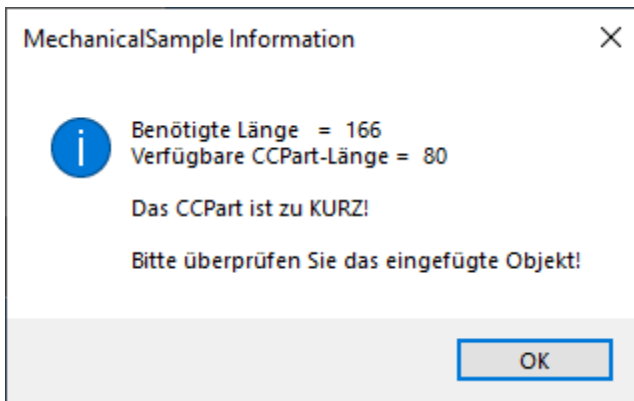 MechanicalSample Information
Benötigte Länge = 166
Verfügbare CCPart-Länge = 80
Das CCPart ist zu KURZ!
Bitte überprüfen Sie das eingefügte Objekt!
OK